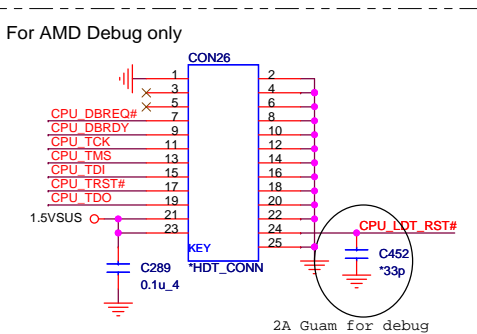 For AMD Debug only
CON26
1 2
3 4
5 6
CPU_DBREQ# 7 8
CPU_DBRDY 9 10
CPU_TCK 11 12
CPU_TMS 13 14
CPU_TDI 15 16
CPU_TRST# 17 18
CPU_TDO 19 20
1.5VSUS 21 22
23 24 CPU_LDT_RST#
KEY 25
C289 *HDT_CONN C452
0.1u_4 *33p
2A Guam for debug